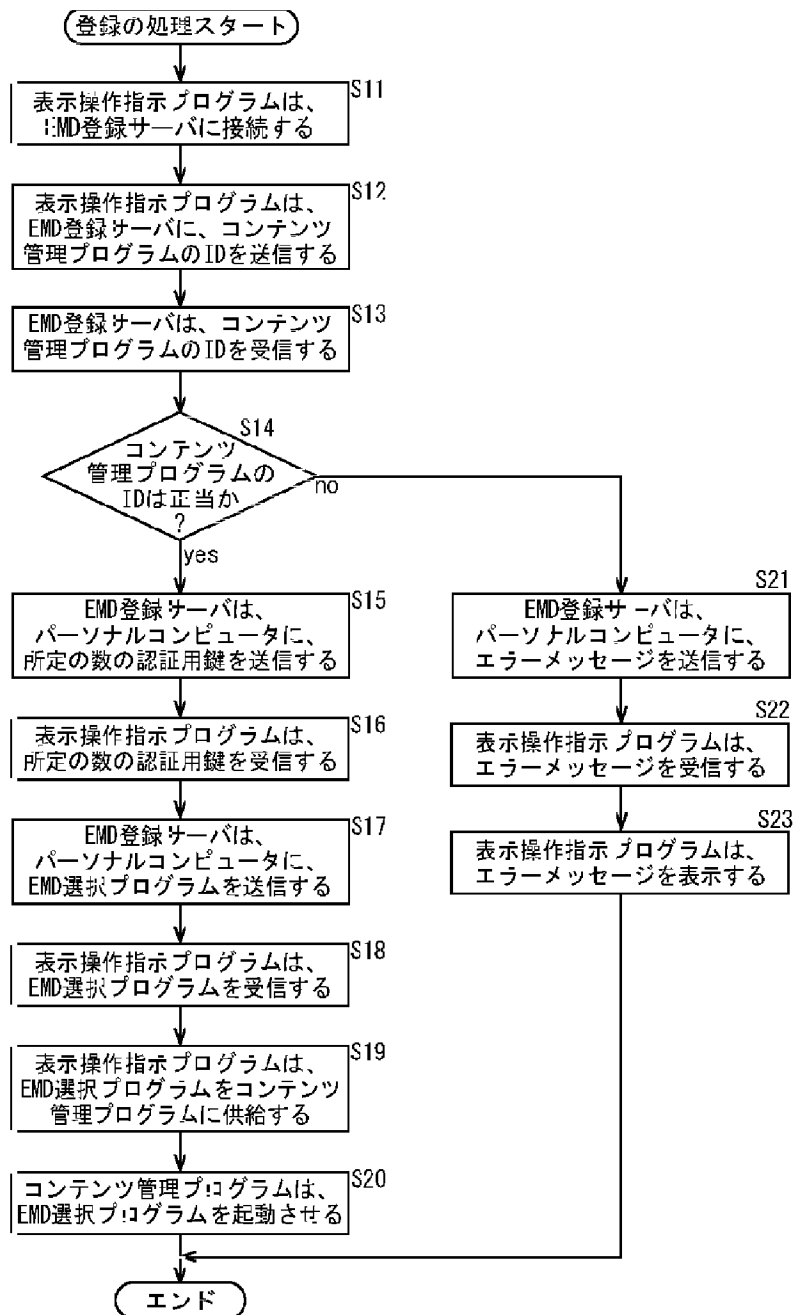 登録の処理スタート
S11
表示操作指示プログラムは、
EMD登録サーバに接続する
S12
表示操作指示プログラムは、
EMD登録サーバに、コンテンツ
管理プログラムのIDを送信する
S13
EMD登録サーバは、コンテンツ
管理プログラムのIDを受信する
S14
コンテンツ
管理プログラムの
IDは正当か
?
no
yes
S15
EMD登録サーバは、
パーソナルコンピュータに、
所定の数の認証用鍵を送信する
S16
表示操作指示プログラムは、
所定の数の認証用鍵を受信する
S17
EMD登録サーバは、
パーソナルコンピュータに、
EMD選択プログラムを送信する
S18
表示操作指示プログラムは、
EMD選択プログラムを受信する
S19
表示操作指示プログラムは、
EMD選択プログラムをコンテンツ
管理プログラムに供給する
S20
コンテンツ管理プログラムは、
EMD選択プログラムを起動させる
S21
EMD登録サーバは、
パーソナルコンピュータに、
エラーメッセージを送信する
S22
表示操作指示プログラムは、
エラーメッセージを受信する
S23
表示操作指示プログラムは、
エラーメッセージを表示する
エンド